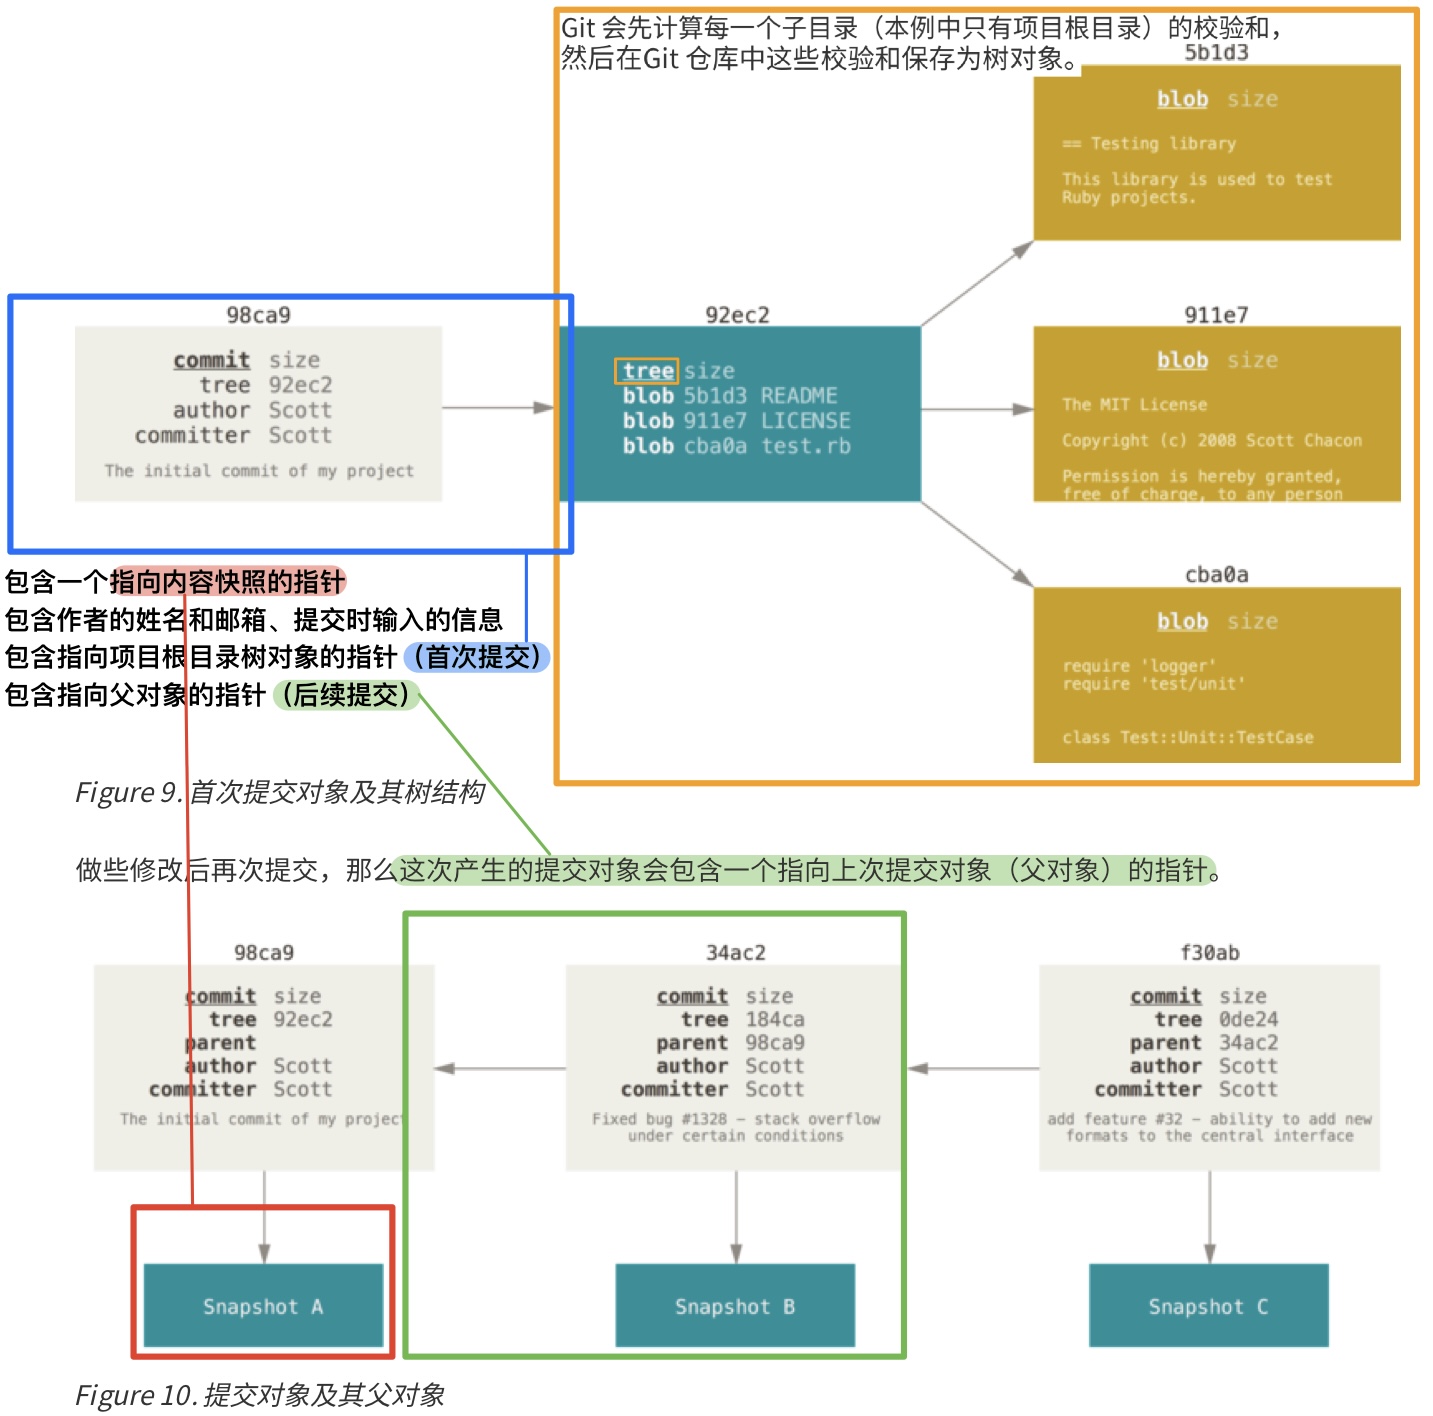 Git 会先计算每一个子目录（本例中只有项目根目录）的校验和，
然后在Git 仓库中这些校验和保存为树对象。
5b1d3
blob size
== Testing library
This library is used to test
Ruby projects.
98ca9
commit size
tree 92ec2
author Scott
committer Scott
The initial commit of my project
92ec2
tree size
blob 5b1d3 README
blob 911e7 LICENSE
blob cba0a test.rb
911e7
blob size
The MIT License
Copyright (c) 2008 Scott Chacon
Permission is hereby granted,
free of charge, to any person
cba0a
blob size
require 'logger'
require 'test/unit'
class Test::Unit::TestCase
包含一个指向内容快照的指针
包含作者的姓名和邮箱、提交时输入的信息
包含指向项目根目录树对象的指针（首次提交）
包含指向父对象的指针（后续提交）
Figure 9. 首次提交对象及其树结构
做些修改后再次提交，那么这次产生的提交对象会包含一个指向上次提交对象（父对象）的指针。
98ca9
commit size
tree 92ec2
parent
author Scott
committer Scott
The initial commit of my project
Snapshot A
34ac2
commit size
tree 184ca
parent 98ca9
author Scott
committer Scott
Fixed bug #1328 – stack overflow
under certain conditions
Snapshot B
f30ab
commit size
tree 0de24
parent 34ac2
author Scott
committer Scott
add feature #32 – ability to add new
formats to the central interface
Snapshot C
Figure 10. 提交对象及其父对象